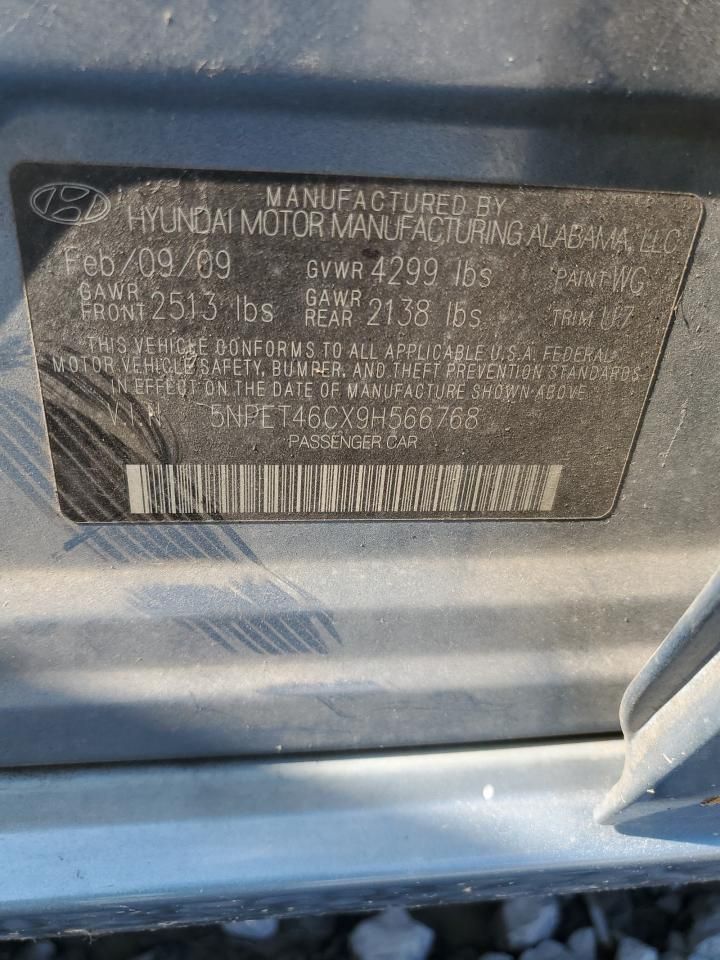 MANUFACTURED BY
HYUNDAI MOTOR MANUFACTURING ALABAMA, LLC
Feb/09/09 GVWR 4299 lbs PAINT WG
GAWR FRONT 2513 lbs GAWR REAR 2138 lbs TRIM U7
THIS VEHICLE CONFORMS TO ALL APPLICABLE U.S.A. FEDERAL
MOTOR VEHICLE SAFETY, BUMPER, AND THEFT PREVENTION STANDARDS
IN EFFECT ON THE DATE OF MANUFACTURE SHOWN ABOVE.
V.I.N 5NPET46CX9H566768
PASSENGER CAR